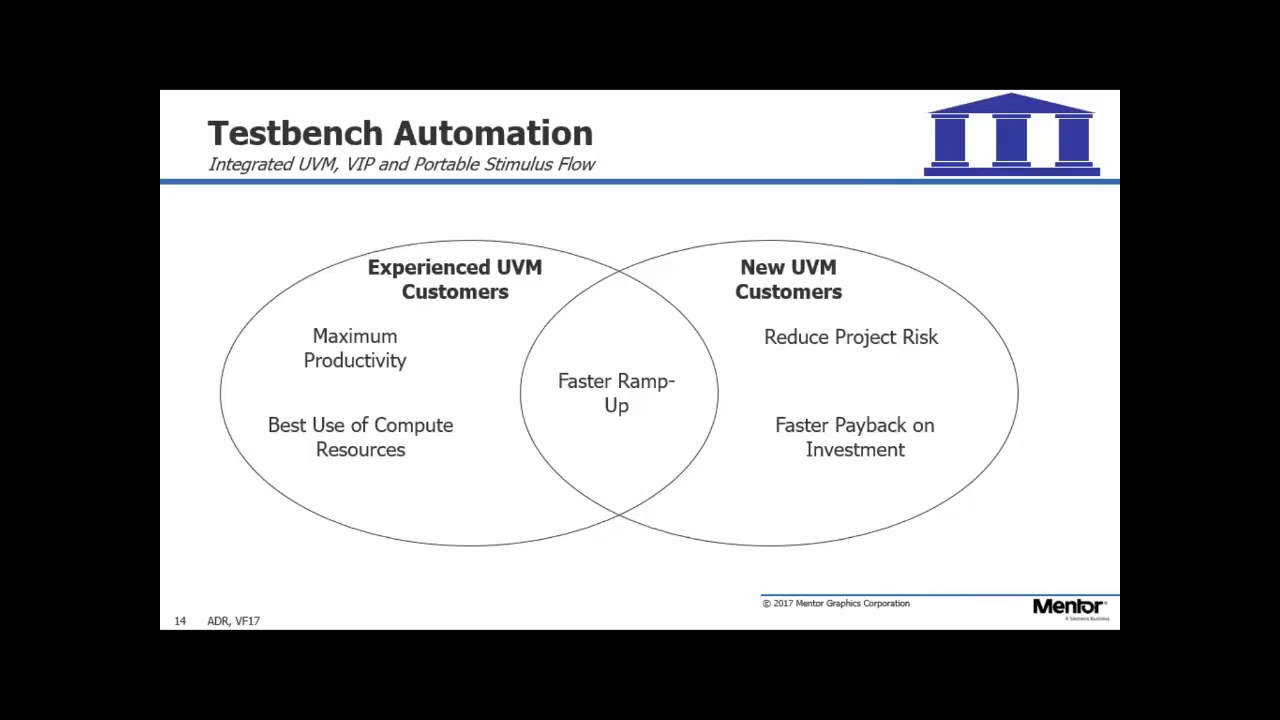 Testbench Automation
Integrated UVM, VIP and Portable Stimulus Flow
Experienced UVM
Customers
Maximum
Productivity
Best Use of Compute
Resources
Faster Ramp-
Up
New UVM
Customers
Reduce Project Risk
Faster Payback on
Investment
© 2017 Mentor Graphics Corporation
Mentor®
A Siemens Business
14 ADR, VF17